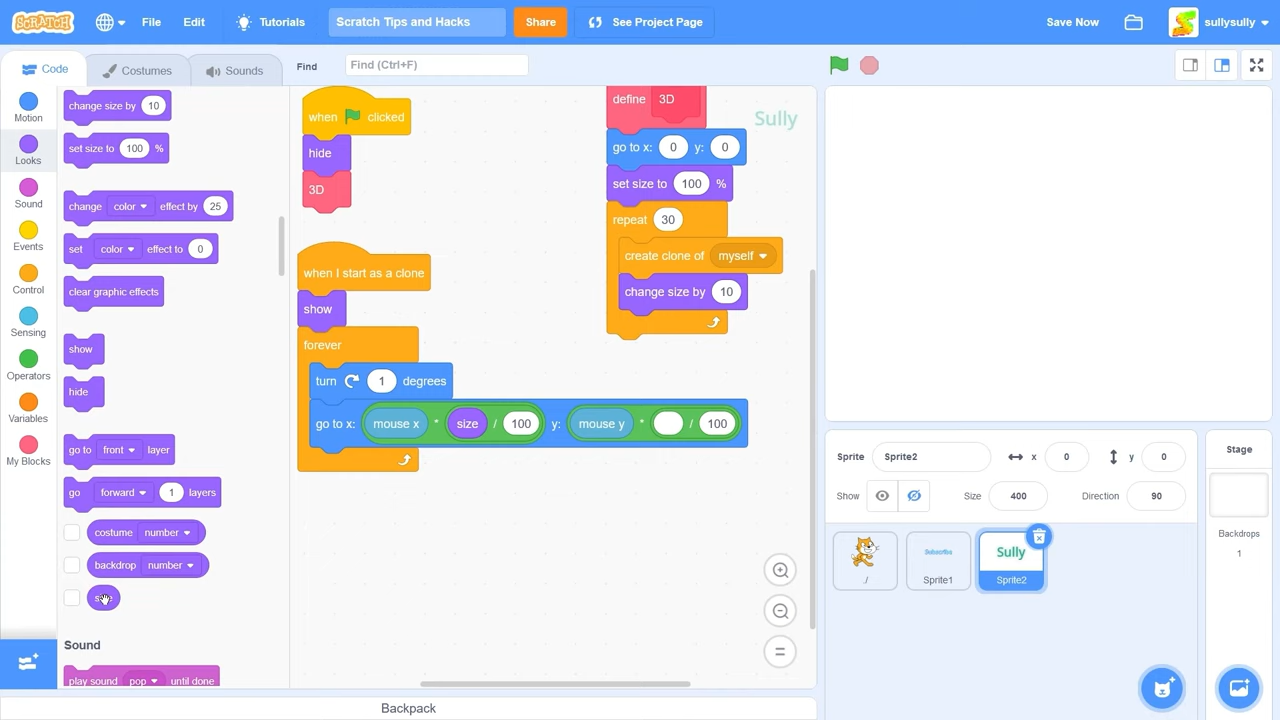 SCRATCH File Edit Tutorials Scratch Tips and Hacks Share See Project Page Save Now sullysully
Code Costumes Sounds Find Find (Ctrl+F)
Motion
Looks
Sound
Events
Control
Sensing
Operators
Variables
My Blocks
change size by 10
set size to 100 %
change color effect by 25
set color effect to 0
clear graphic effects
show
hide
go to front layer
go forward 1 layers
costume number
backdrop number
Sound
play sound pop until done
when clicked
hide
3D
when I start as a clone
show
forever
turn 1 degrees
go to x: mouse x * size / 100 y: mouse y * / 100
define 3D
go to x: 0 y: 0
set size to 100 %
repeat 30
create clone of myself
change size by 10
Sully
Backpack
Sprite Sprite2 x 0 y 0
Show Size 400 Direction 90
./
Subscribe
Sprite1
Sully
Sprite2
Stage
Backdrops
1